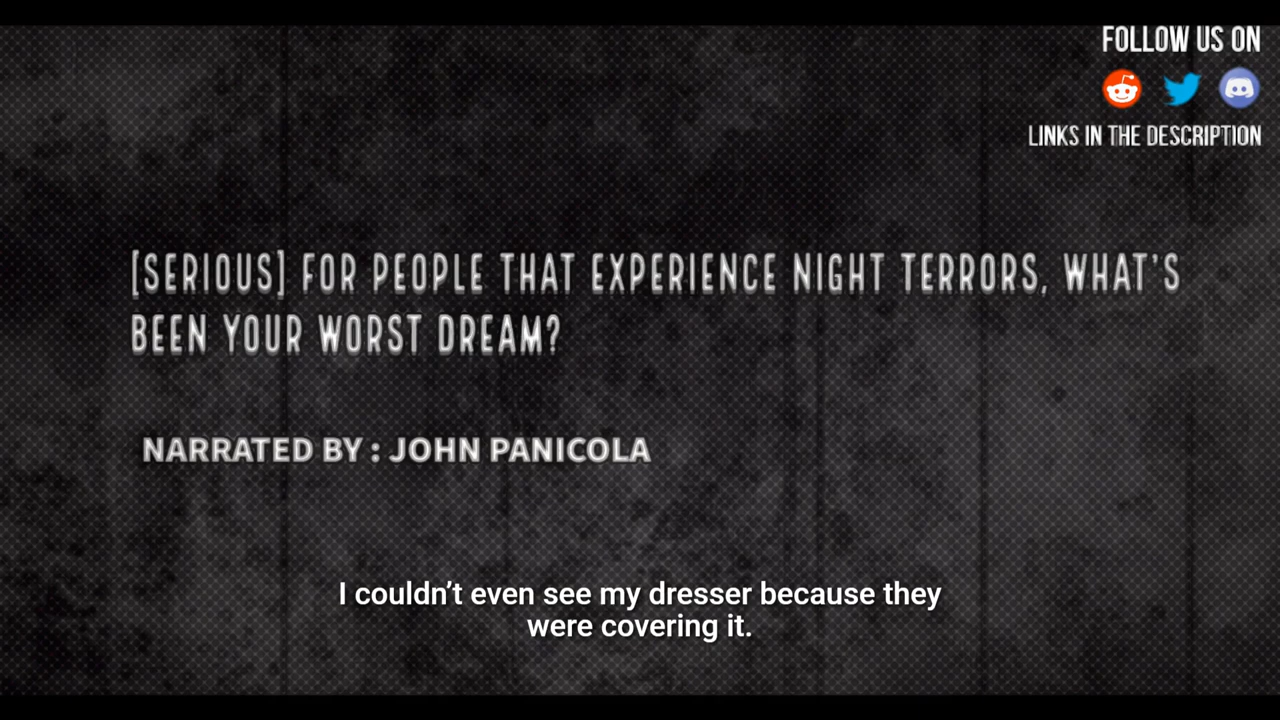 FOLLOW US ON
LINKS IN THE DESCRIPTION
[SERIOUS] FOR PEOPLE THAT EXPERIENCE NIGHT TERRORS, WHAT'S
BEEN YOUR WORST DREAM?
NARRATED BY : JOHN PANICOLA
I couldn’t even see my dresser because they
were covering it.